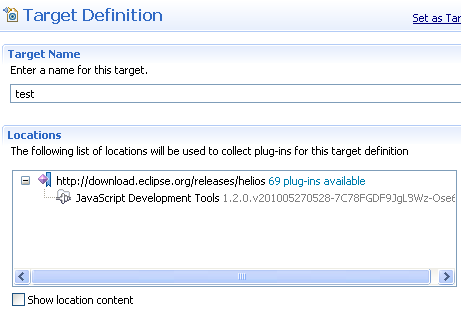 Target Definition
Set as Tar
Target Name
Enter a name for this target.
test
Locations
The following list of locations will be used to collect plug-ins for this target definition
http://download.eclipse.org/releases/helios 69 plug-ins available
JavaScript Development Tools 1.2.0.v201005270528-7C78FGDF9JgLSWz-Ose6
Show location content